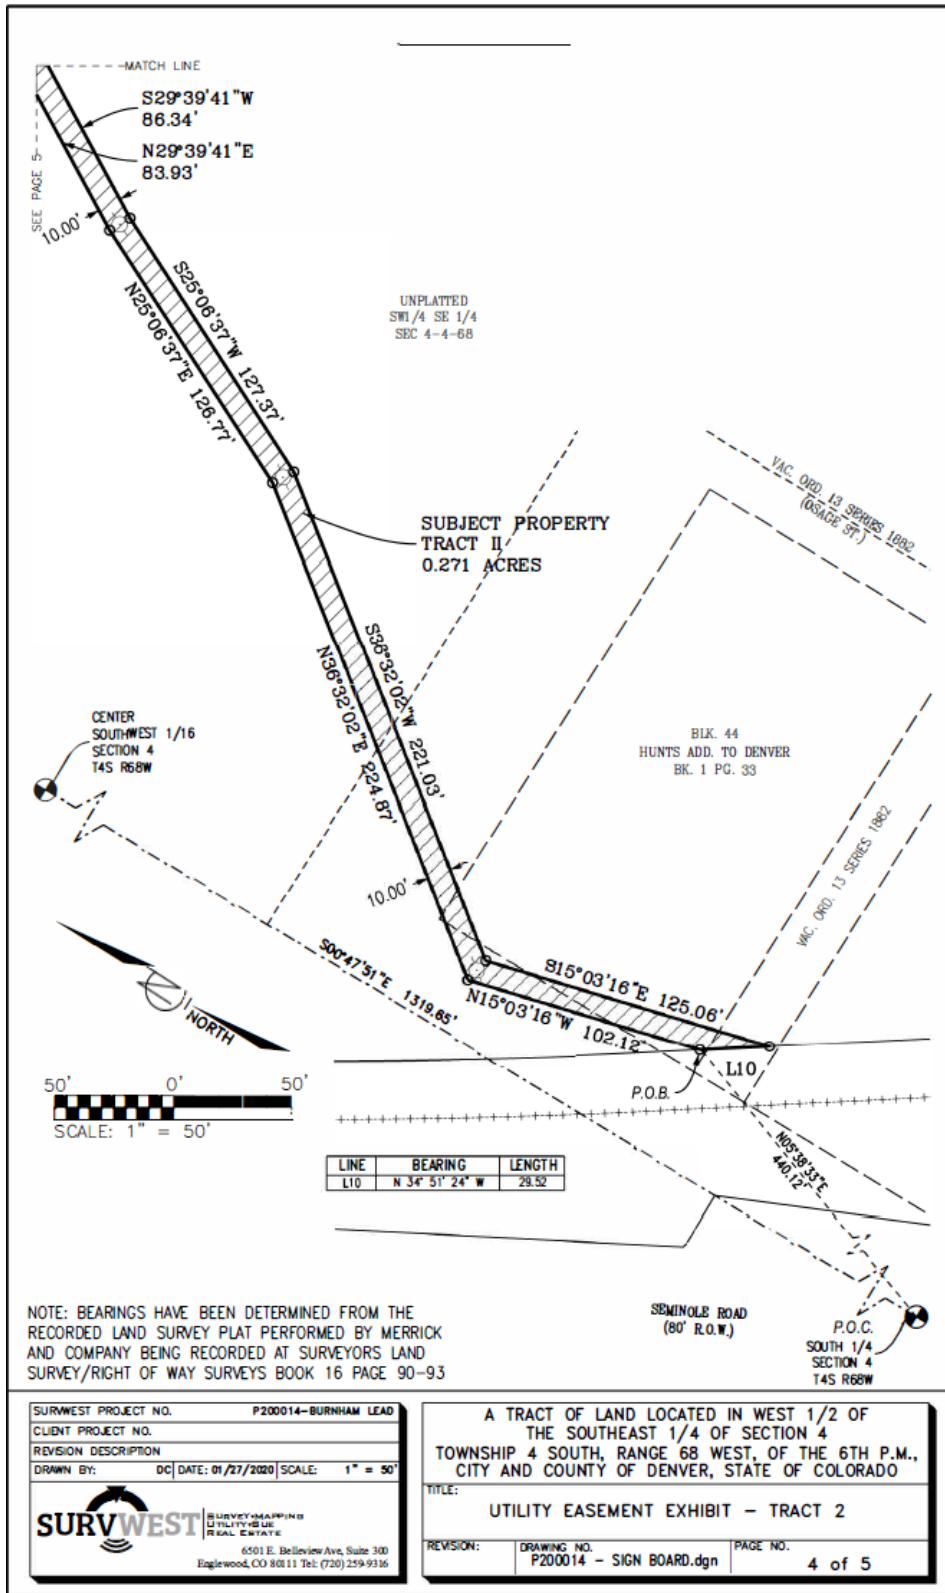 MATCH LINE
S29°39'41"W
86.34'
N29°39'41"E
83.93'
SEE PAGE 5
10.00'
S25°06'37"W 127.37'
N25°06'37"E 126.77'
UNPLATTED
SW1/4 SE 1/4
SEC 4-4-68
VAC. ORD. 13 SERIES 1882
(OSAGE ST.)
SUBJECT PROPERTY
TRACT II
0.271 ACRES
S36°32'02"W 221.03'
N36°32'02"E 224.87'
CENTER
SOUTHWEST 1/16
SECTION 4
T4S R68W
BLK. 44
HUNTS ADD. TO DENVER
BK. 1 PG. 33
VAC. ORD. 13 SERIES 1882
10.00'
S00°47'51"E 1319.65'
S15°03'16"E 125.06'
N15°03'16"W 102.12'
NORTH
L10
P.O.B.
50' 0' 50'
SCALE: 1" = 50'
N05°38'33"E
440.12'
LINE BEARING LENGTH
L10 N 34° 51' 24" W 29.52
SEMINOLE ROAD
(80' R.O.W.)
P.O.C.
SOUTH 1/4
SECTION 4
T4S R68W
NOTE: BEARINGS HAVE BEEN DETERMINED FROM THE
RECORDED LAND SURVEY PLAT PERFORMED BY MERRICK
AND COMPANY BEING RECORDED AT SURVEYORS LAND
SURVEY/RIGHT OF WAY SURVEYS BOOK 16 PAGE 90-93
SURVWEST PROJECT NO. P200014-BURNHAM LEAD
CLIENT PROJECT NO.
REVISION DESCRIPTION
DRAWN BY: DC DATE: 01/27/2020 SCALE: 1" = 50'
SURVWEST
SURVEY+MAPPING
UTILITY+SUE
REAL ESTATE
6501 E. Belleview Ave, Suite 300
Englewood, CO 80111 Tel: (720) 259-9316
A TRACT OF LAND LOCATED IN WEST 1/2 OF
THE SOUTHEAST 1/4 OF SECTION 4
TOWNSHIP 4 SOUTH, RANGE 68 WEST, OF THE 6TH P.M.,
CITY AND COUNTY OF DENVER, STATE OF COLORADO
TITLE:
UTILITY EASEMENT EXHIBIT - TRACT 2
REVISION:
DRAWING NO.
P200014 - SIGN BOARD.dgn
PAGE NO.
4 of 5